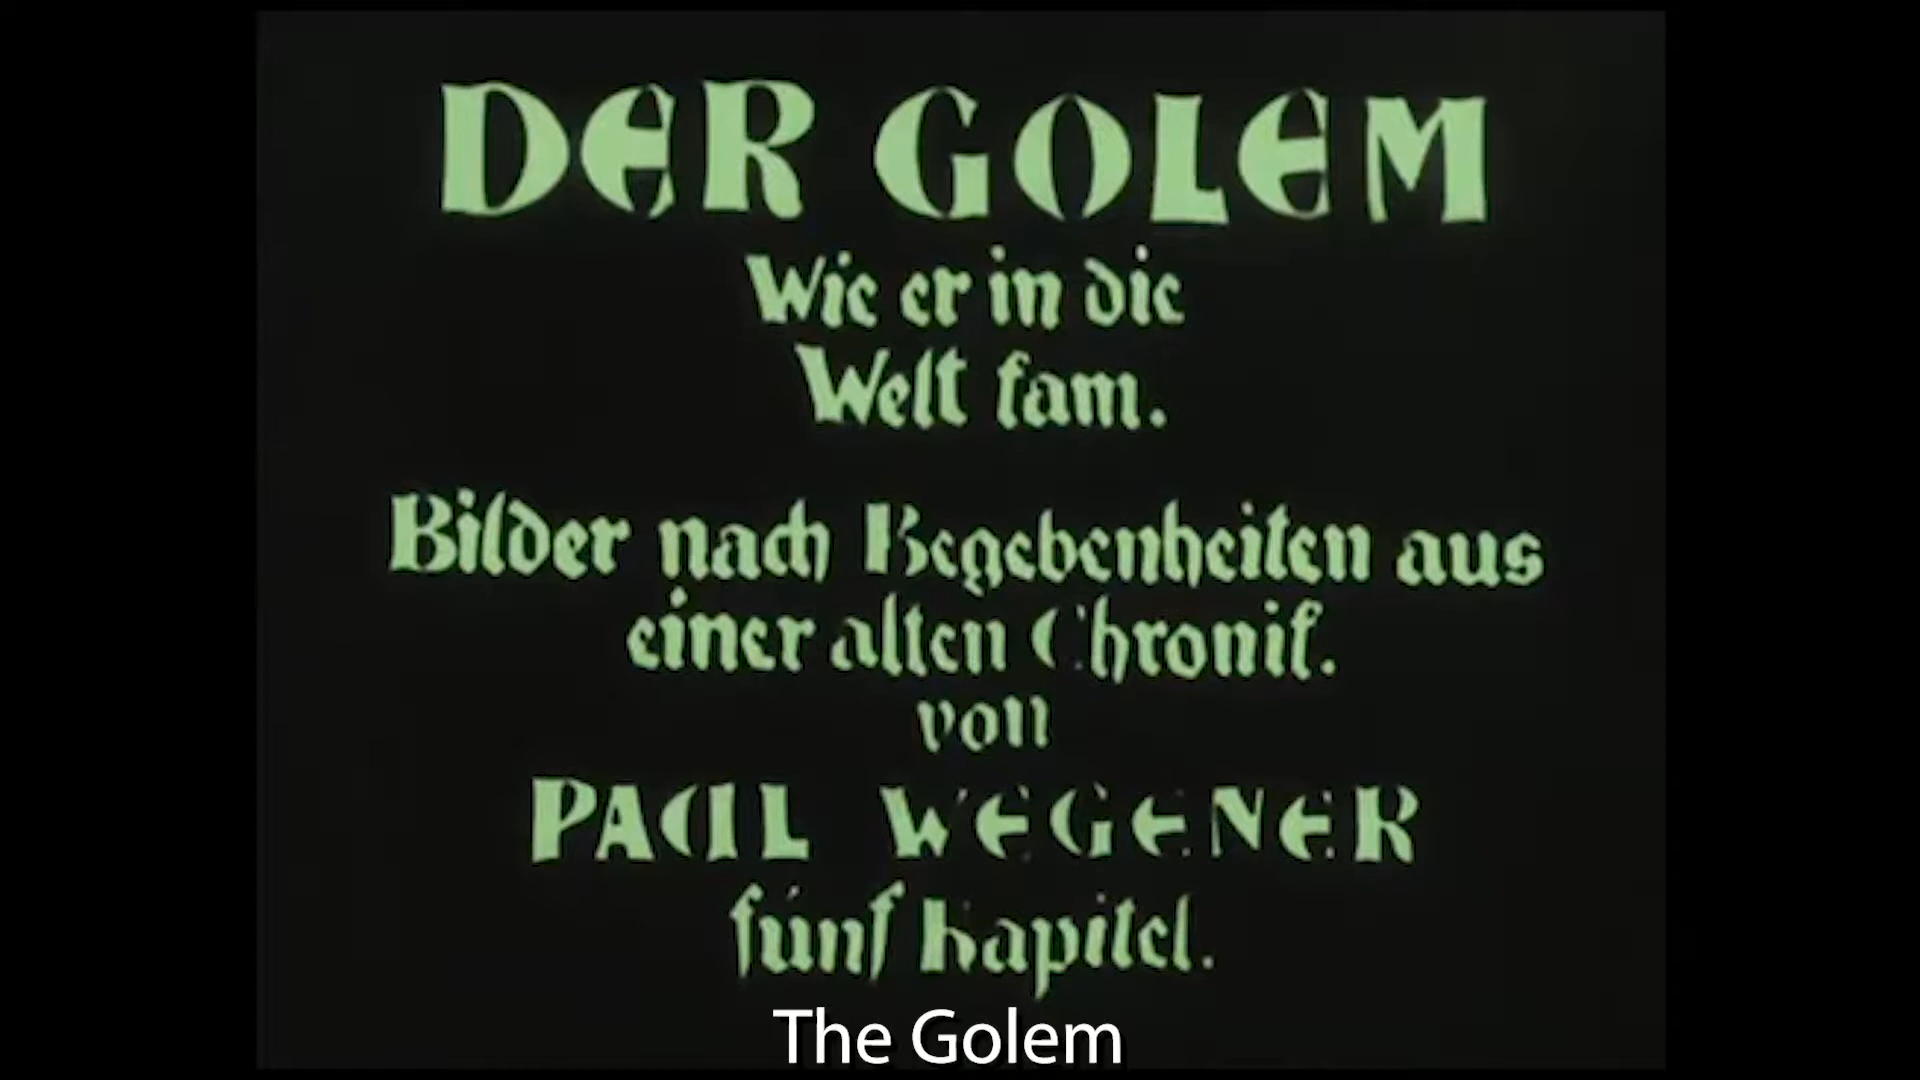 DER GOLEM
Wie er in die
Welt kam.
Bilder nach Begebenheiten aus
einer alten Chronik.
von
PAUL WEGENER
fünf Kapitel.
The Golem